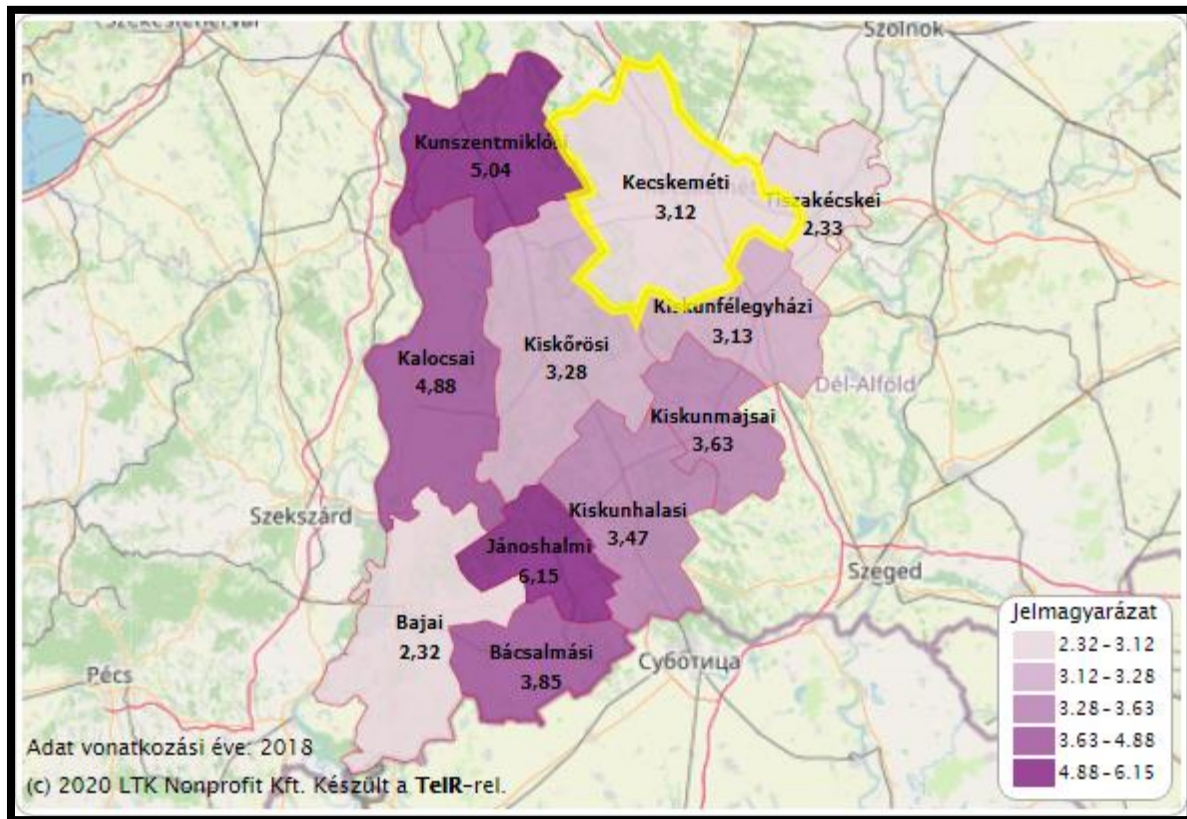 Szolnok
Kunszentmiklósi
5,04
Kecskeméti
3,12
Tiszakécskei
2,33
Kiskunfélegyházi
3,13
Kiskőrösi
3,28
Kalocsai
4,88
Dél-Alföld
Kiskunmajsai
3,63
Szekszárd
Kiskunhalasi
3,47
Jánoshalmi
6,15
Szeged
Bajai
2,32
Bácsalmási
3,85
Суботица
Pécs
Jelmagyarázat
2.32-3.12
3.12-3.28
3.28-3.63
3.63-4.88
4.88-6.15
Adat vonatkozási éve: 2018
(c) 2020 LTK Nonprofit Kft. Készült a TeIR-rel.